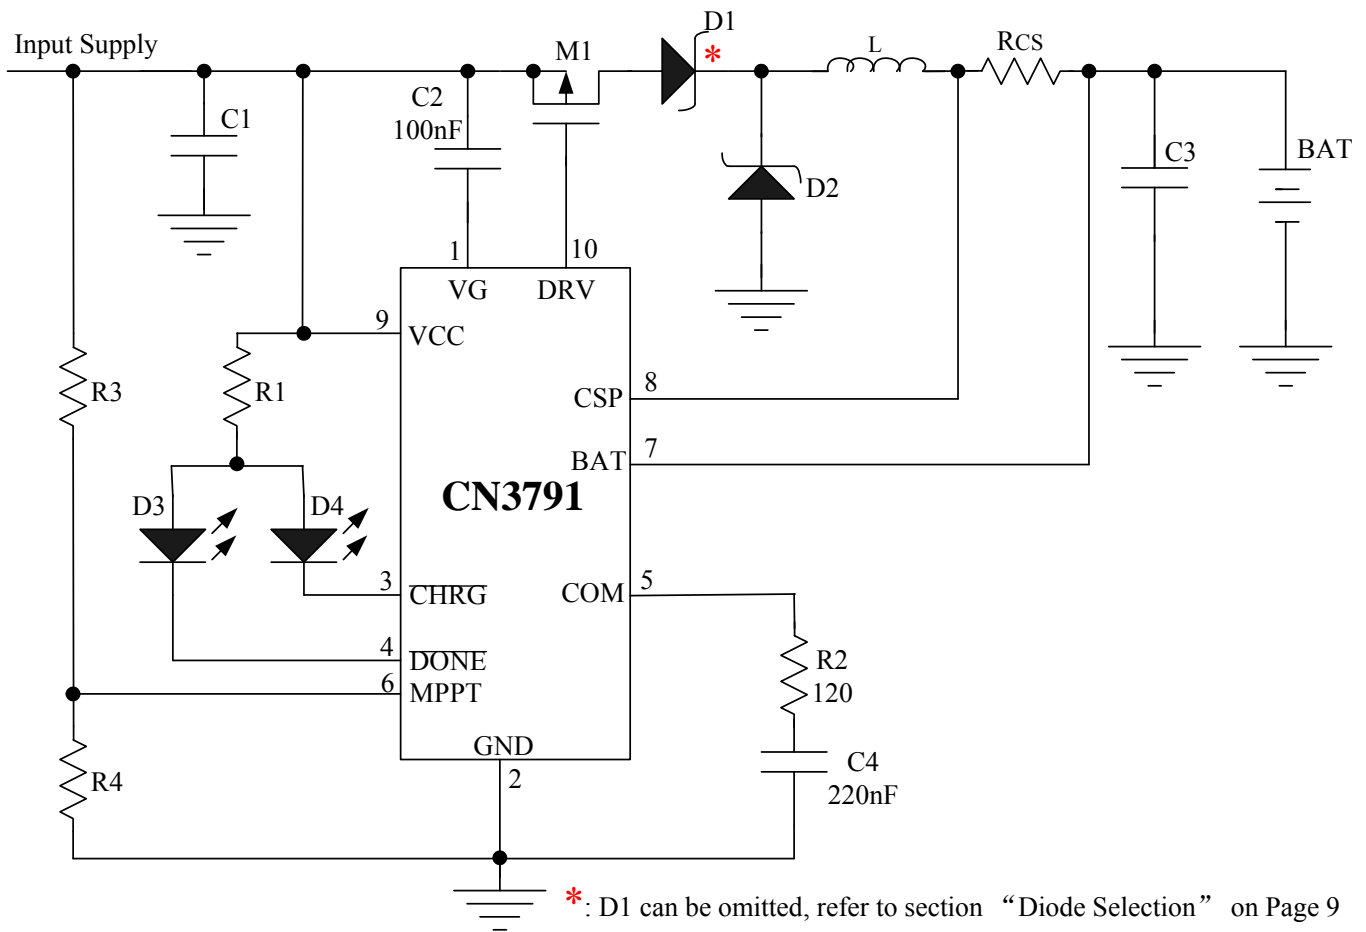 Input Supply
D1
*
M1
L
RCS
C2
100nF
C1
C3
BAT
D2
1
10
VG
DRV
9
VCC
R3
R1
8
CSP
7
BAT
CN3791
D3
D4
3
CHRG
COM
5
4
DONE
6
MPPT
R2
120
GND
2
R4
C4
220nF
*: D1 can be omitted, refer to section “Diode Selection” on Page 9